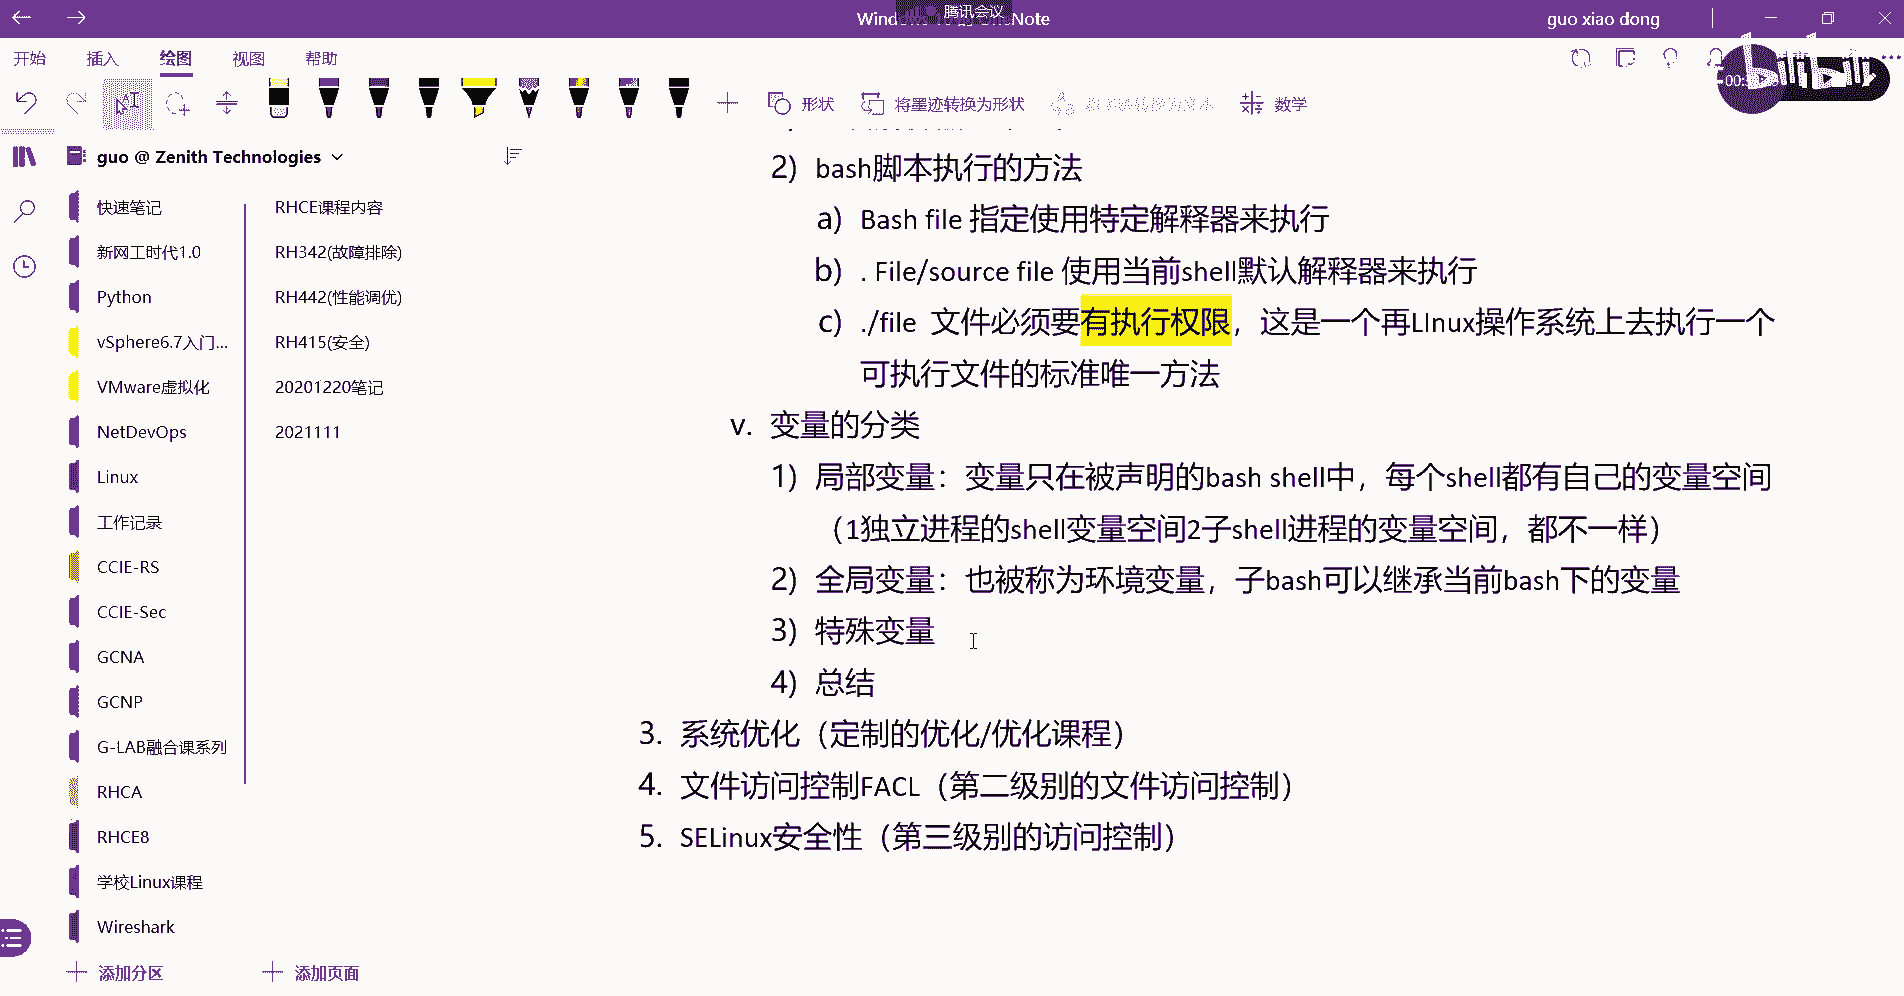 腾讯会议
guo xiao dong
开始 插入 绘图 视图 帮助
形状 将墨迹转换为形状 数学
guo @ Zenith Technologies
快速笔记
新网工时代1.0
Python
vSphere6.7入门...
VMware虚拟化
NetDevOps
Linux
工作记录
CCIE-RS
CCIE-Sec
GCNA
GCNP
G-LAB融合课系列
RHCA
RHCE8
学校Linux课程
Wireshark
添加分区
RHCE课程内容
RH342(故障排除)
RH442(性能调优)
RH415(安全)
20201220笔记
2021111
添加页面
2) bash脚本执行的方法
a) Bash file 指定使用特定解释器来执行
b) . File/source file 使用当前shell默认解释器来执行
c) ./file 文件必须要有执行权限，这是一个再LInux操作系统上去执行一个
可执行文件的标准唯一方法
v. 变量的分类
1) 局部变量：变量只在被声明的bash shell中，每个shell都有自己的变量空间
（1独立进程的shell变量空间2子shell进程的变量空间，都不一样）
2) 全局变量：也被称为环境变量，子bash可以继承当前bash下的变量
3) 特殊变量
4) 总结
3. 系统优化（定制的优化/优化课程）
4. 文件访问控制FACL（第二级别的文件访问控制）
5. SELinux安全性（第三级别的访问控制）